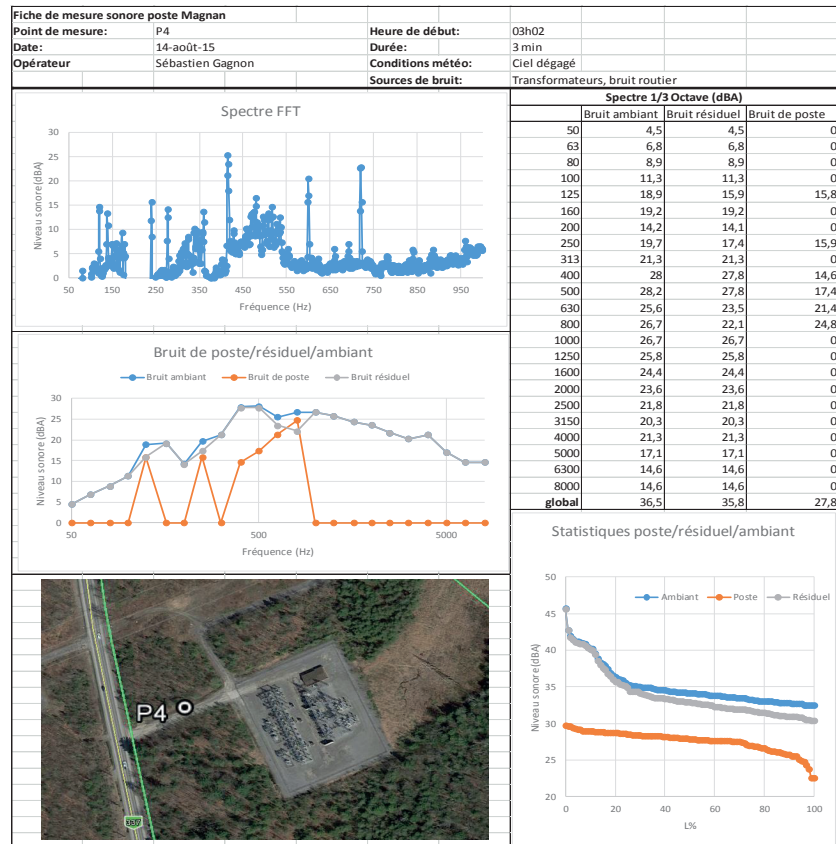 Fiche de mesure sonore poste Magnan
Point de mesure: P4 Heure de début: 03h02
Date: 14-août-15 Durée: 3 min
Opérateur Sébastien Gagnon Conditions météo: Ciel dégagé
Sources de bruit: Transformateurs, bruit routier
Spectre FFT
Niveau sonore (dBA)
30
25
20
15
10
5
0
50 150 250 350 450 550 650 750 850 950
Fréquence (Hz)
Bruit de poste/résiduel/ambiant
Bruit ambiant Bruit de poste Bruit résiduel
Niveau sonore (dBA)
30
25
20
15
10
5
0
50 500 5000
Fréquence (Hz)
P4
337
Spectre 1/3 Octave (dBA)
Bruit ambiant Bruit résiduel Bruit de poste
50 4,5 4,5 0
63 6,8 6,8 0
80 8,9 8,9 0
100 11,3 11,3 0
125 18,9 15,9 15,8
160 19,2 19,2 0
200 14,2 14,1 0
250 19,7 17,4 15,9
313 21,3 21,3 0
400 28 27,8 14,6
500 28,2 27,8 17,4
630 25,6 23,5 21,4
800 26,7 22,1 24,8
1000 26,7 26,7 0
1250 25,8 25,8 0
1600 24,4 24,4 0
2000 23,6 23,6 0
2500 21,8 21,8 0
3150 20,3 20,3 0
4000 21,3 21,3 0
5000 17,1 17,1 0
6300 14,6 14,6 0
8000 14,6 14,6 0
global 36,5 35,8 27,8
Statistiques poste/résiduel/ambiant
Ambiant Poste Résiduel
Niveau sonore (dBA)
50
45
40
35
30
25
20
0 20 40 60 80 100
L%